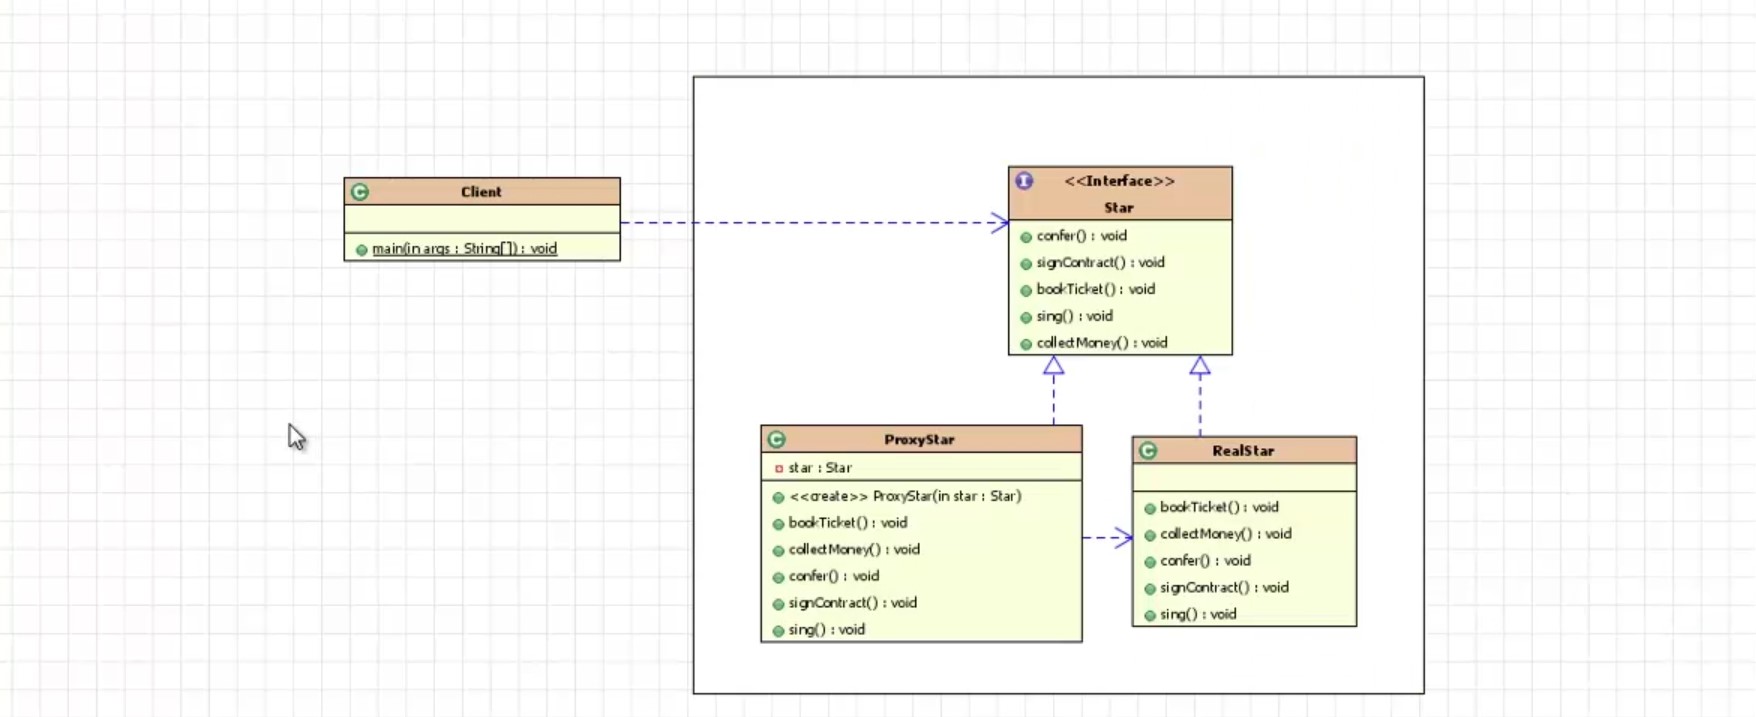 Client
main(in args : String[]) : void
<<Interface>>
Star
confer() : void
signContract() : void
bookTicket() : void
sing() : void
collectMoney() : void
ProxyStar
star : Star
<<create>> ProxyStar(in star : Star)
bookTicket() : void
collectMoney() : void
confer() : void
signContract() : void
sing() : void
RealStar
bookTicket() : void
collectMoney() : void
confer() : void
signContract() : void
sing() : void